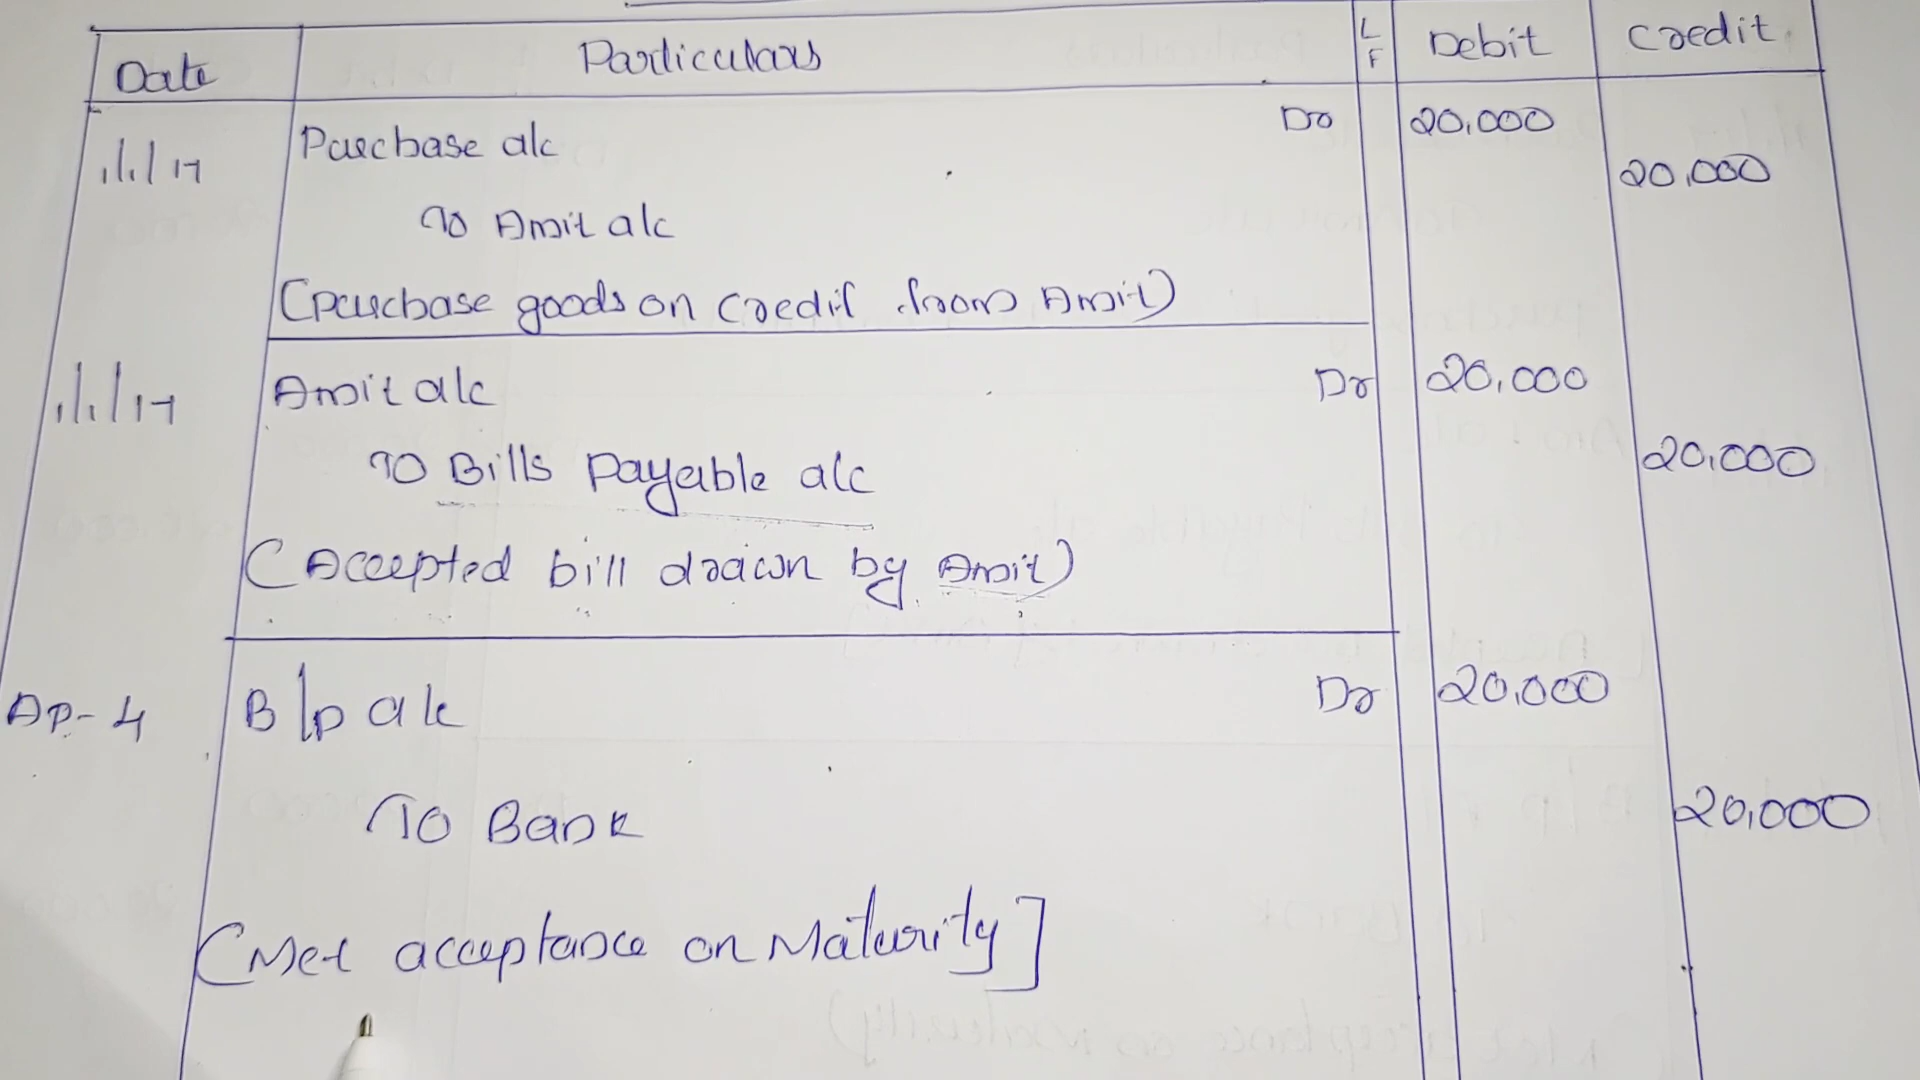 Date Particulars L F Debit Credit
1/1/17 Purchase a/c Dr 20,000
To Amit a/c 20,000
(purchase goods on credit from Amit)
1/1/17 Amit a/c Dr 20,000
To Bills Payable a/c 20,000
(Accepted bill drawn by Amit)
Ap-4 B/p a/c Dr 20,000
To Bank 20,000
(Met acceptance on Maturity]